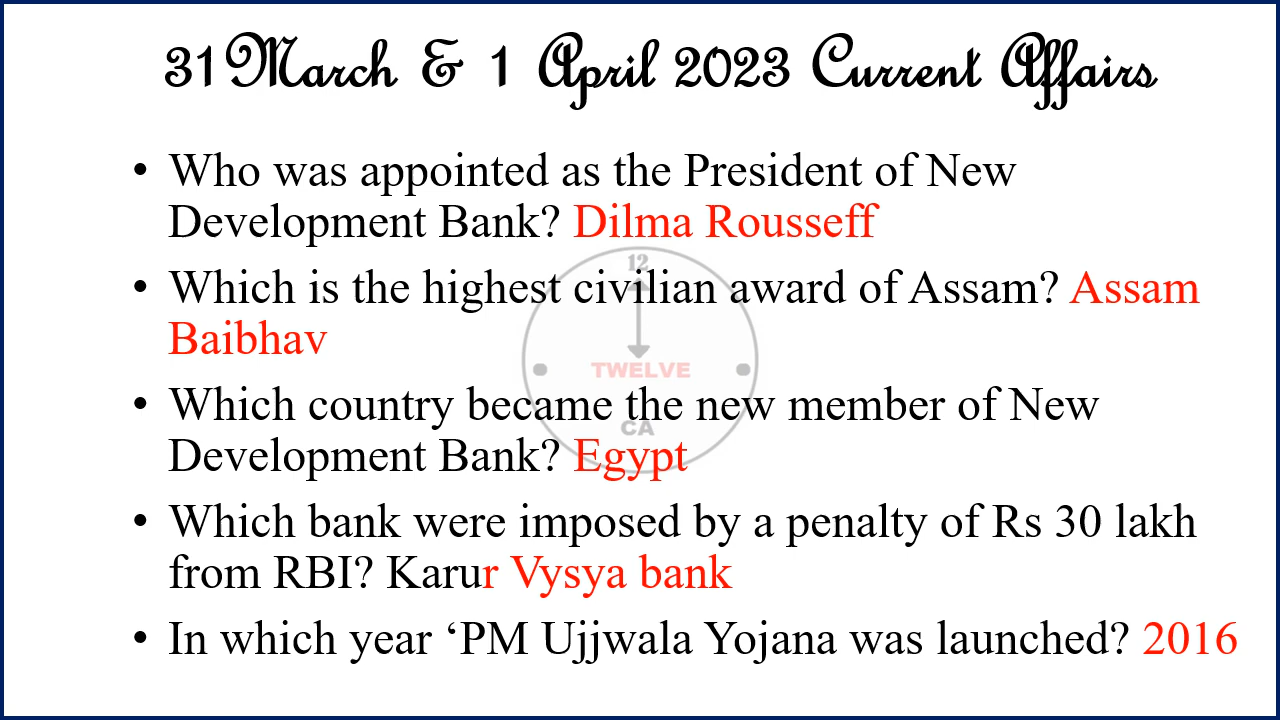 31 March & 1 April 2023 Current Affairs
• Who was appointed as the President of New
Development Bank? Dilma Rousseff
• Which is the highest civilian award of Assam? Assam
Baibhav
• Which country became the new member of New
Development Bank? Egypt
• Which bank were imposed by a penalty of Rs 30 lakh
from RBI? Karur Vysya bank
• In which year ‘PM Ujjwala Yojana was launched? 2016
12
TWELVE
CA